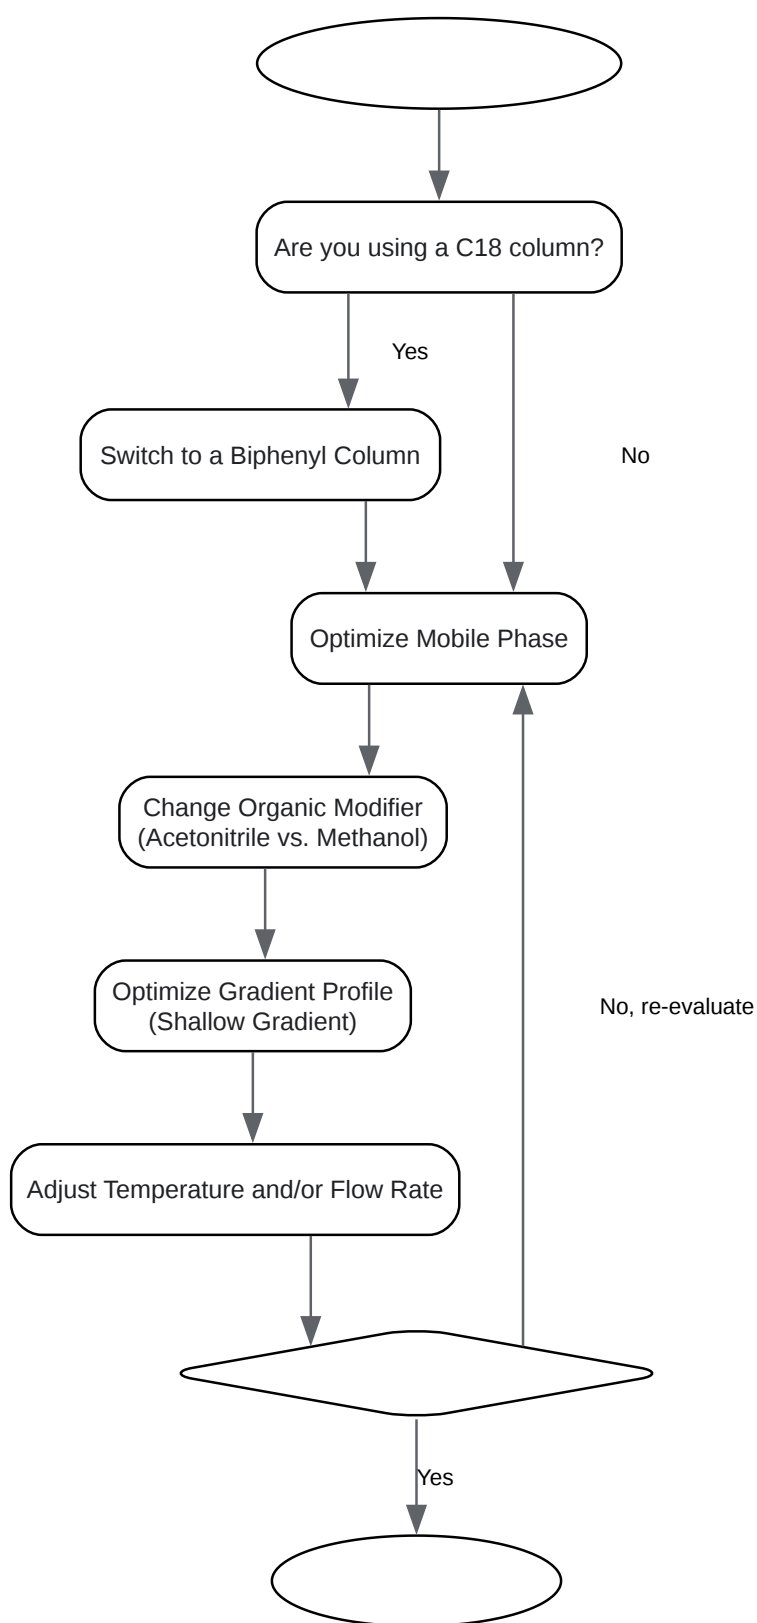 Are you using a C18 column?
Yes
Switch to a Biphenyl Column
No
Optimize Mobile Phase
Change Organic Modifier
(Acetonitrile vs. Methanol)
Optimize Gradient Profile
(Shallow Gradient)
No, re-evaluate
Adjust Temperature and/or Flow Rate
Yes